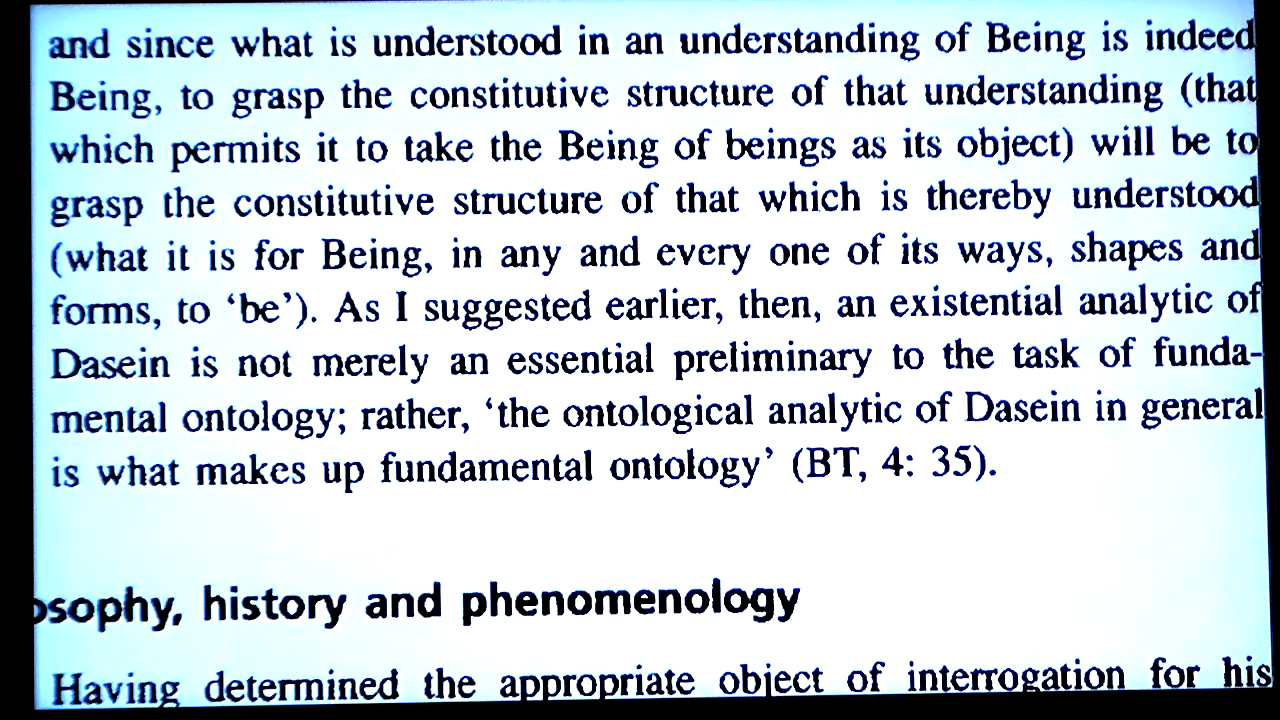 and since what is understood in an understanding of Being is indeed
Being, to grasp the constitutive structure of that understanding (that
which permits it to take the Being of beings as its object) will be to
grasp the constitutive structure of that which is thereby understood
(what it is for Being, in any and every one of its ways, shapes and
forms, to ‘be’). As I suggested earlier, then, an existential analytic of
Dasein is not merely an essential preliminary to the task of funda-
mental ontology; rather, ‘the ontological analytic of Dasein in general
is what makes up fundamental ontology’ (BT, 4: 35).
osophy, history and phenomenology
Having determined the appropriate object of interrogation for his